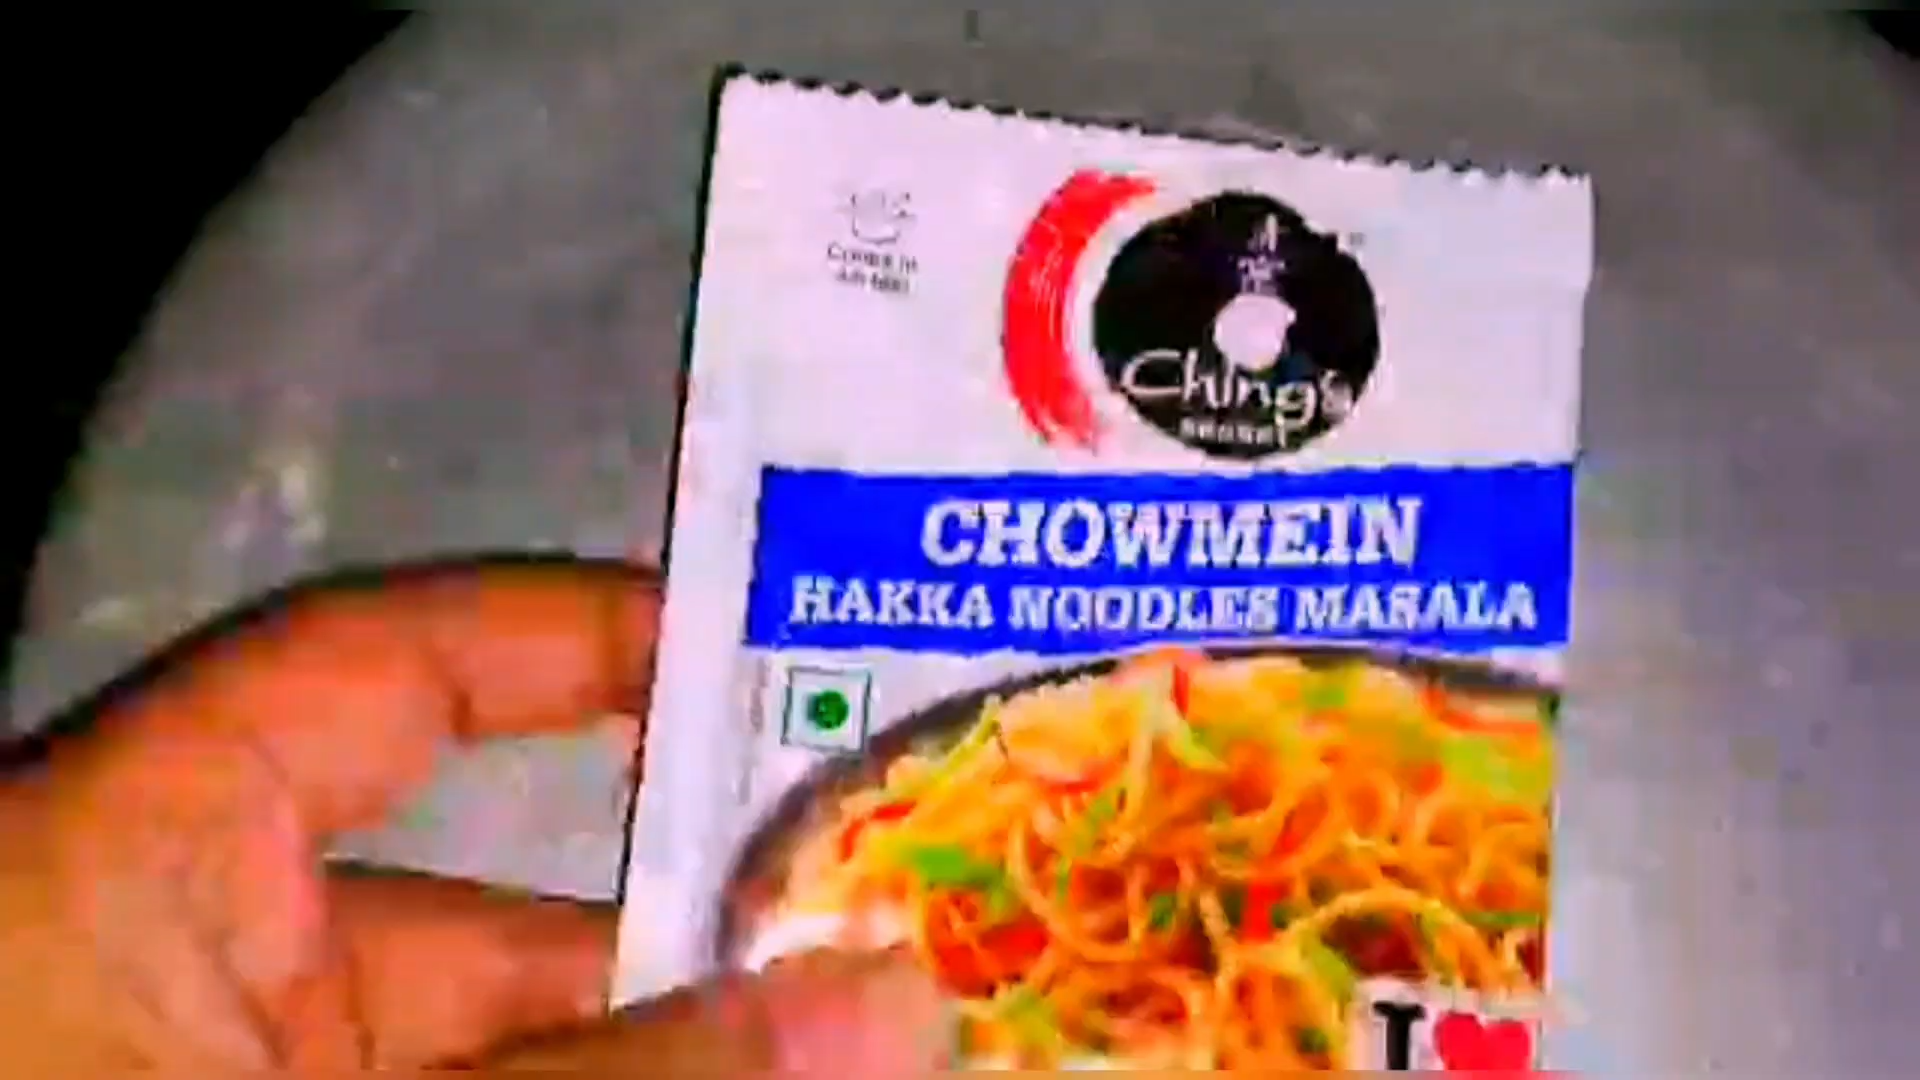 Ching's
SECRET
CHOWMEIN
HAKKA NOODLES MASALA
I